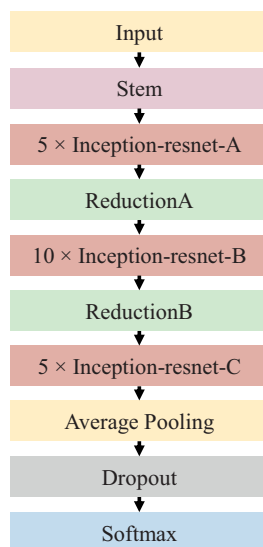 Input
Stem
5 × Inception-resnet-A
ReductionA
10 × Inception-resnet-B
ReductionB
5 × Inception-resnet-C
Average Pooling
Dropout
Softmax